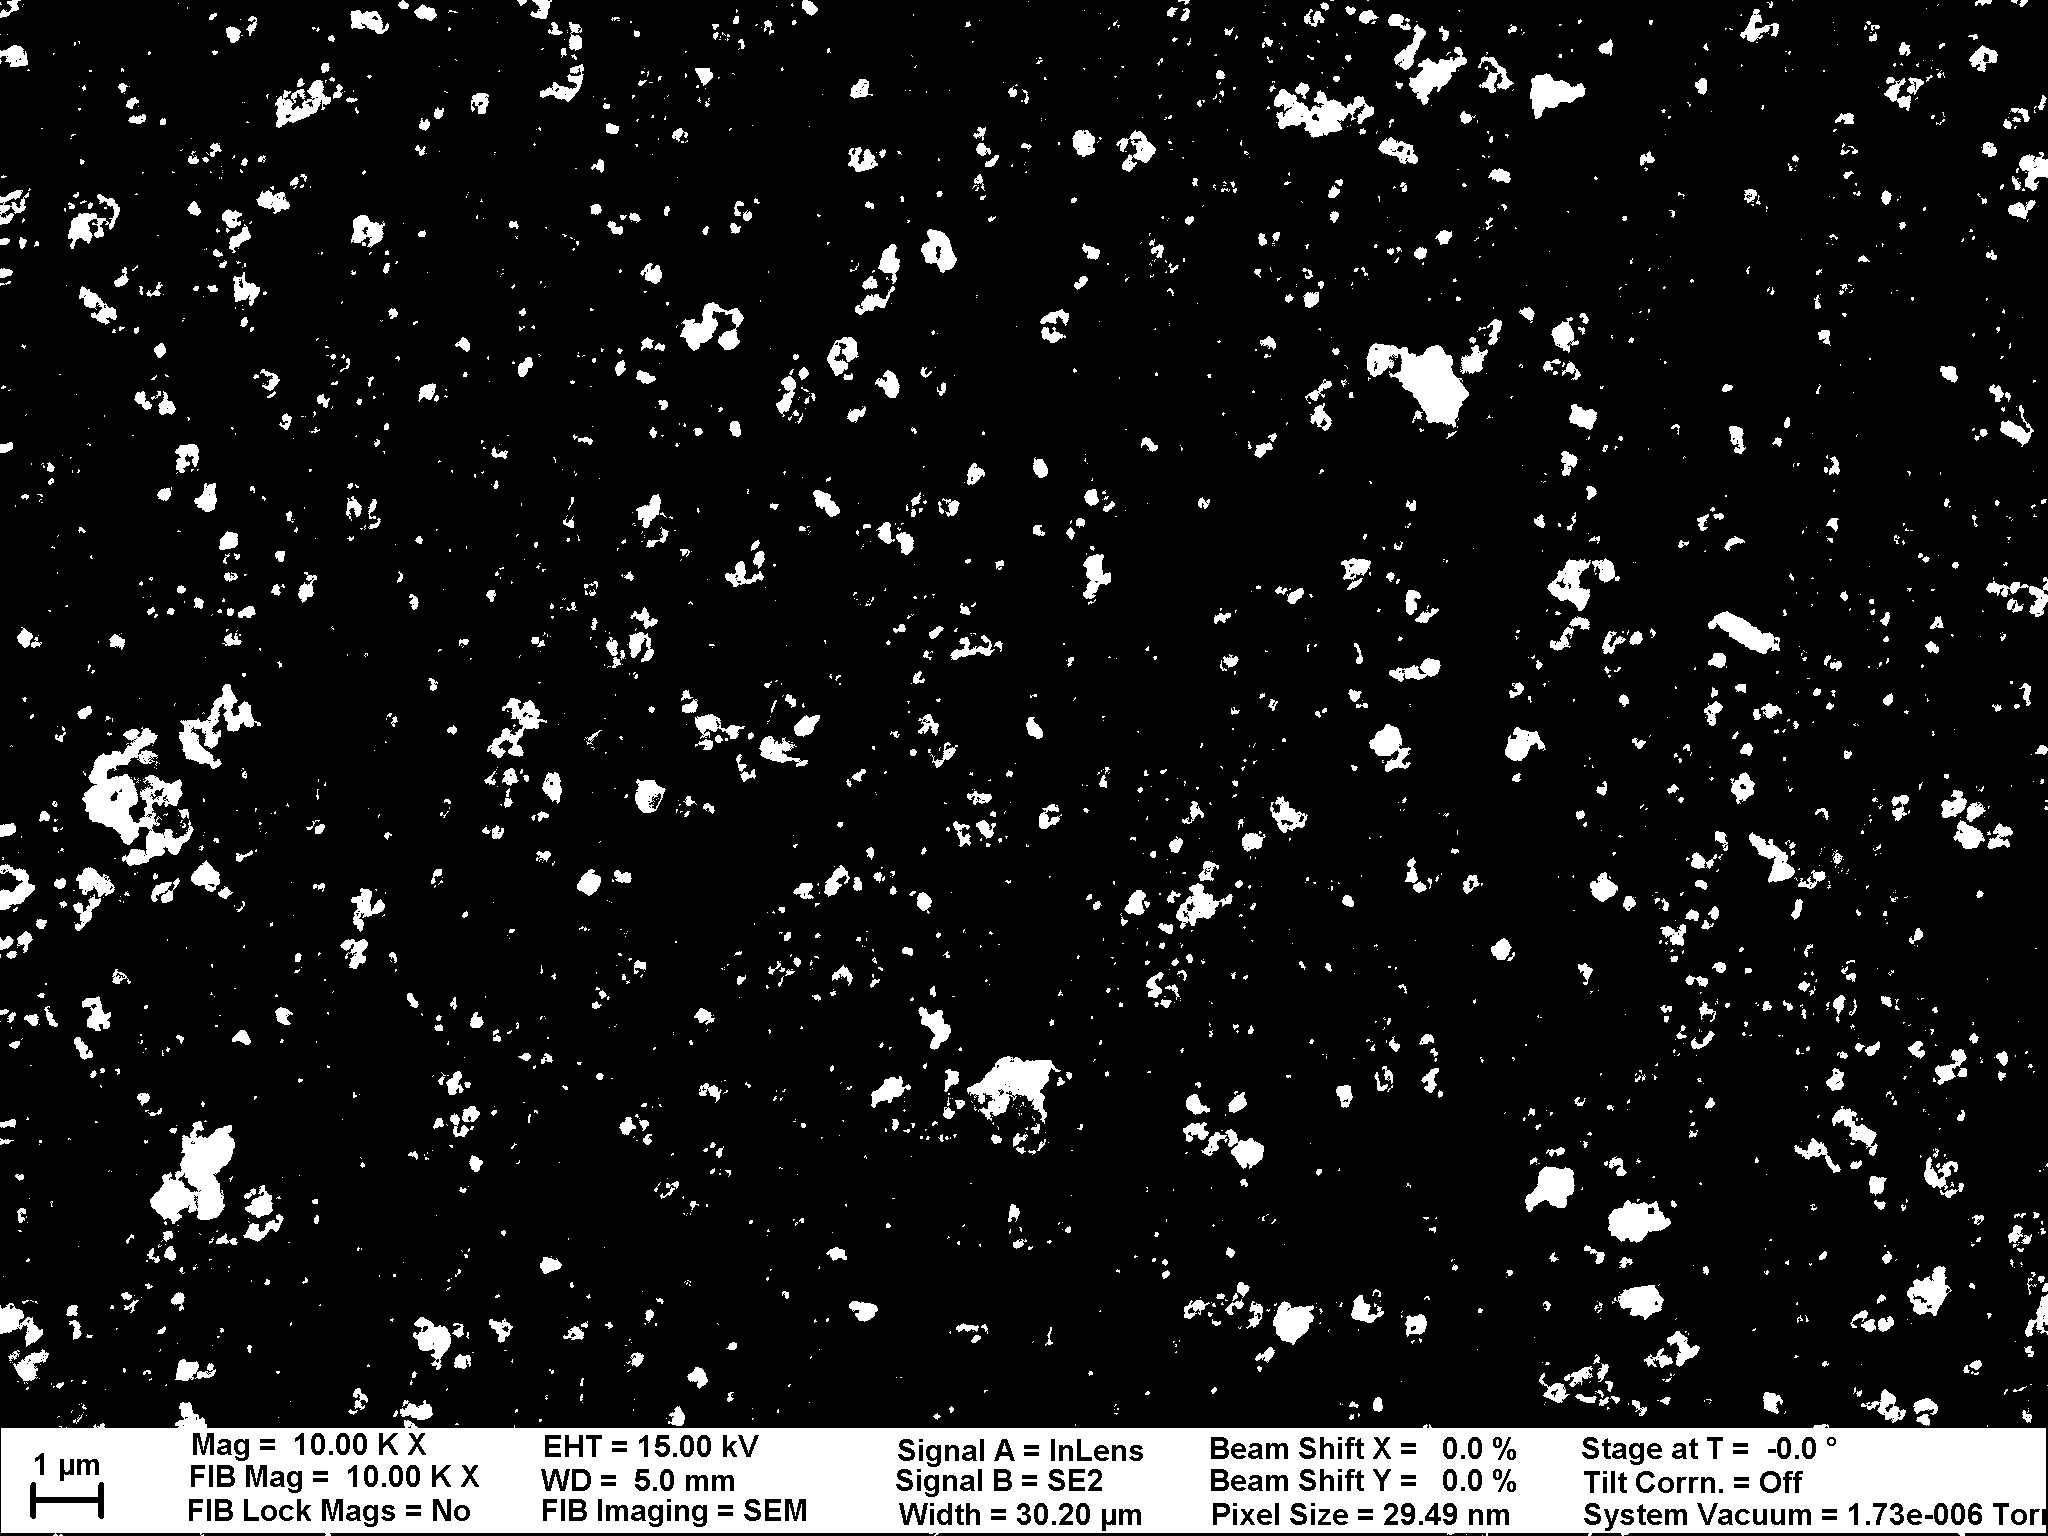 1 µm
Mag = 10.00 K X
FIB Mag = 10.00 K X
FIB Lock Mags = No
EHT = 15.00 kV
WD = 5.0 mm
FIB Imaging = SEM
Signal A = InLens
Signal B = SE2
Width = 30.20 µm
Beam Shift X = 0.0 %
Beam Shift Y = 0.0 %
Pixel Size = 29.49 nm
Stage at T = -0.0 °
Tilt Corrn. = Off
System Vacuum = 1.73e-006